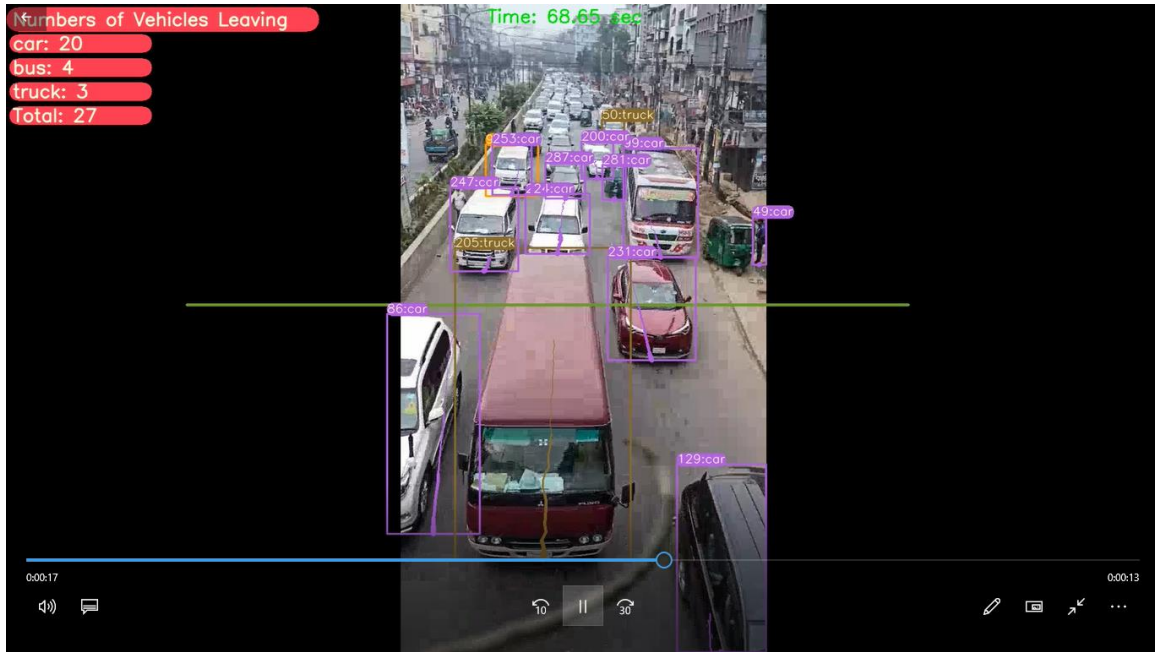 Numbers of Vehicles Leaving
Time: 68.65 sec
car: 20
bus: 4
truck: 3
Total: 27
50:truck
253:car
200:car
99:car
287:car
281:car
247:car
224:car
49:car
205:truck
231:car
86:car
129:car
0:00:17
0:00:13
10
30